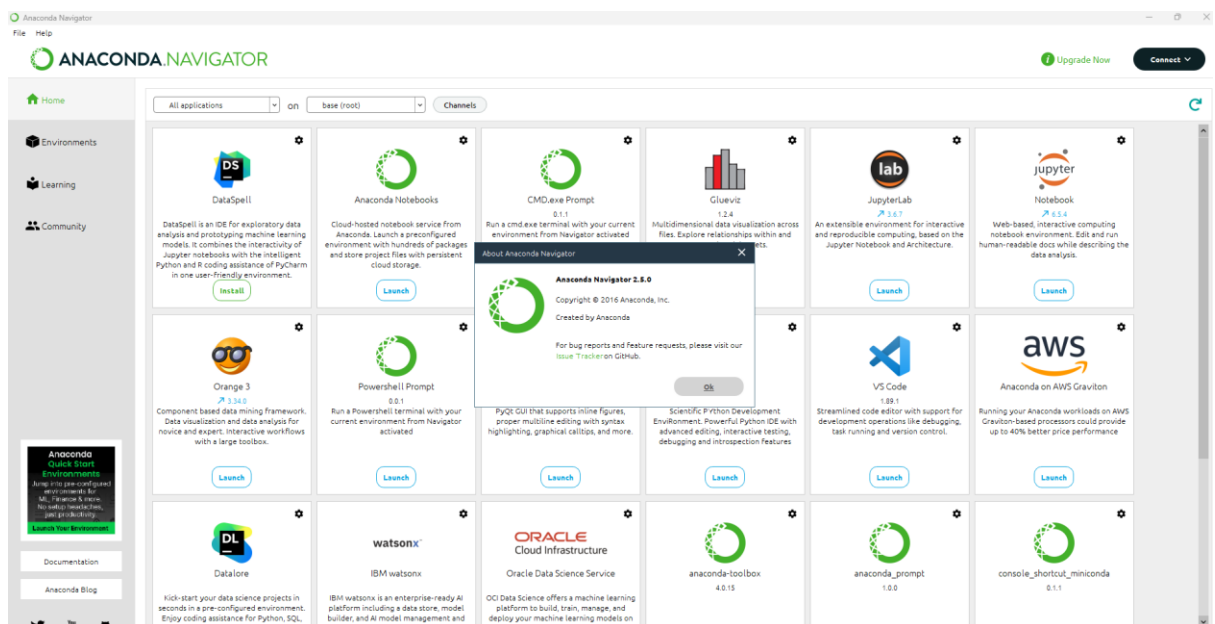 Anaconda Navigator
File Help
ANACONDA.NAVIGATOR
i Upgrade Now
Connect
Home
All applications
on
base (root)
Channels
Environments
Learning
Community
DS
DataSpell
DataSpell is an IDE for exploratory data
analysis and prototyping machine learning
models. It combines the interactivity of
Jupyter notebooks with the intelligent
Python and R coding assistance of PyCharm
in one user-friendly environment.
Install
Anaconda Notebooks
Cloud-hosted notebook service from
Anaconda. Launch a preconfigured
environment with hundreds of packages
and store project files with persistent
cloud storage.
Launch
CMD.exe Prompt
0.1.1
Run a cmd.exe terminal with your current
environment from Navigator activated
Glueviz
1.2.4
Multidimensional data visualization across
files. Explore relationships within and
ets.
lab
JupyterLab
3.6.7
An extensible environment for interactive
and reproducible computing, based on the
Jupyter Notebook and Architecture.
Launch
jupyter
Notebook
6.5.4
Web-based, interactive computing
notebook environment. Edit and run
human-readable docs while describing the
data analysis.
Launch
About Anaconda Navigator
Anaconda Navigator 2.5.0
Copyright © 2016 Anaconda, Inc.
Created by Anaconda
For bug reports and feature requests, please visit our
Issue Tracker on GitHub.
Ok
Orange 3
3.34.0
Component based data mining framework.
Data visualization and data analysis for
novice and expert. Interactive workflows
with a large toolbox.
Launch
Powershell Prompt
0.0.1
Run a Powershell terminal with your
current environment from Navigator
activated
Launch
PyQt GUI that supports inline figures,
proper multiline editing with syntax
highlighting, graphical calltips, and more.
Launch
Scientific Python Development
EnviRonment. Powerful Python IDE with
advanced editing, interactive testing,
debugging and introspection features
Launch
VS Code
1.89.1
Streamlined code editor with support for
development operations like debugging,
task running and version control.
Launch
aws
Anaconda on AWS Graviton
Running your Anaconda workloads on AWS
Graviton-based processors could provide
up to 40% better price performance
Launch
Anaconda
Quick Start
Environments
Jump into pre-configured
environments for
ML, Finance & more.
No setup headaches,
just productivity.
Launch Your Environment
Documentation
Anaconda Blog
DL
Datalore
Kick-start your data science projects in
seconds in a pre-configured environment.
Enjoy coding assistance for Python, SQL,
watsonx
IBM watsonx
IBM watsonx is an enterprise-ready AI
platform including a data store, model
builder, and AI model management and
ORACLE
Cloud Infrastructure
Oracle Data Science Service
OCI Data Science offers a machine learning
platform to build, train, manage, and
deploy your machine learning models on
anaconda-toolbox
4.0.15
anaconda_prompt
1.0.0
console_shortcut_miniconda
0.1.1